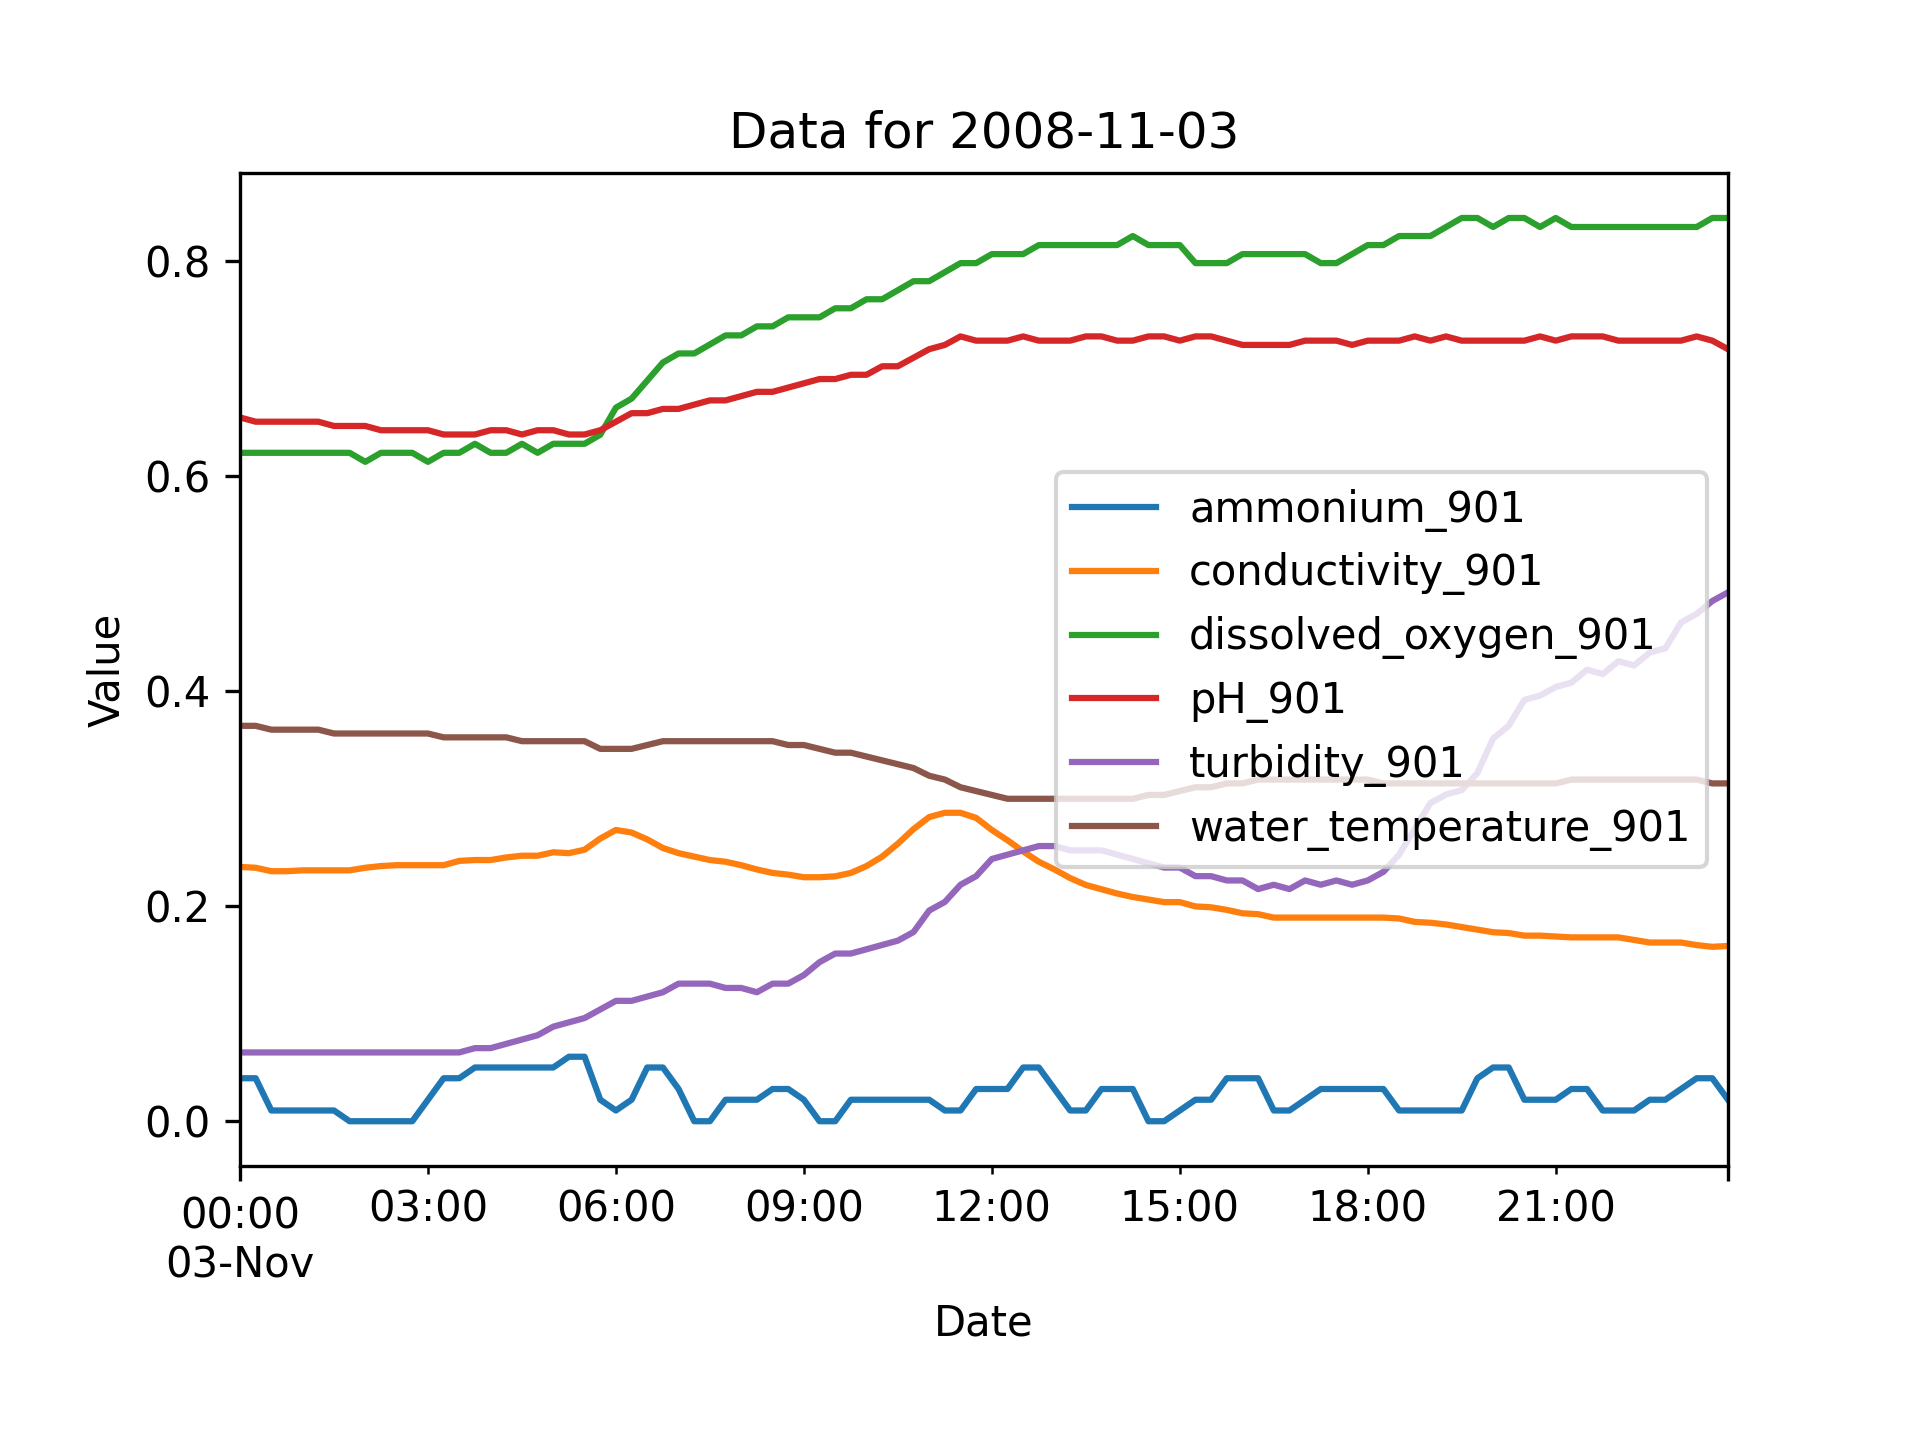 Data for 2008-11-03
Value
0.8
0.6
0.4
0.2
0.0
ammonium_901
conductivity_901
dissolved_oxygen_901
pH_901
turbidity_901
water_temperature_901
00:00 03:00 06:00 09:00 12:00 15:00 18:00 21:00
03-Nov
Date